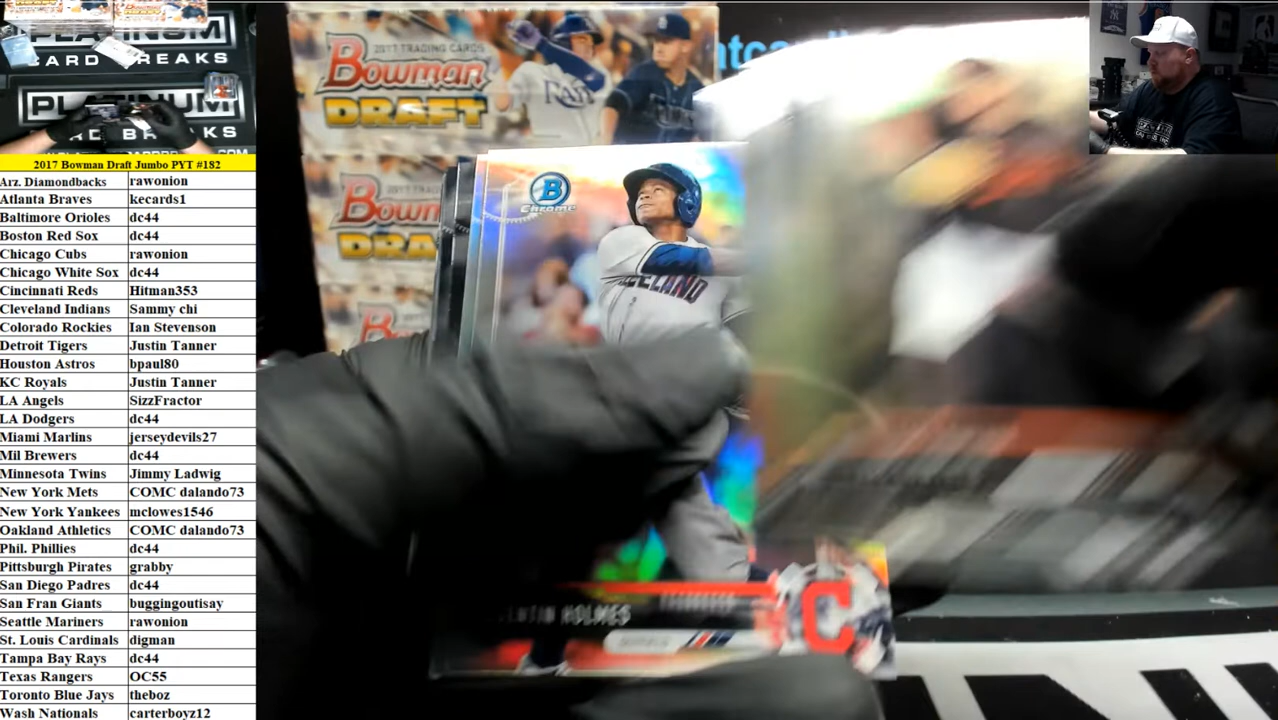 PLATINUM
CARD BREAKS
PLATINUM
2017 Bowman Draft Jumbo PYT #182
Arz. Diamondbacks rawonion
Atlanta Braves kecards1
Baltimore Orioles dc44
Boston Red Sox dc44
Chicago Cubs rawonion
Chicago White Sox dc44
Cincinnati Reds Hitman353
Cleveland Indians Sammy chi
Colorado Rockies Ian Stevenson
Detroit Tigers Justin Tanner
Houston Astros bpaul80
KC Royals Justin Tanner
LA Angels SizzFractor
LA Dodgers dc44
Miami Marlins jerseydevils27
Mil Brewers dc44
Minnesota Twins Jimmy Ladwig
New York Mets COMC dalando73
New York Yankees mclowes1546
Oakland Athletics COMC dalando73
Phil. Phillies dc44
Pittsburgh Pirates grabby
San Diego Padres dc44
San Fran Giants buggingoutisay
Seattle Mariners rawonion
St. Louis Cardinals digman
Tampa Bay Rays dc44
Texas Rangers OC55
Toronto Blue Jays theboz
Wash Nationals carterboyz12
2017 TRADING CARDS
Bowman
DRAFT
RAYS
Bowm
DRA
B
Chrome
HOLMES
C